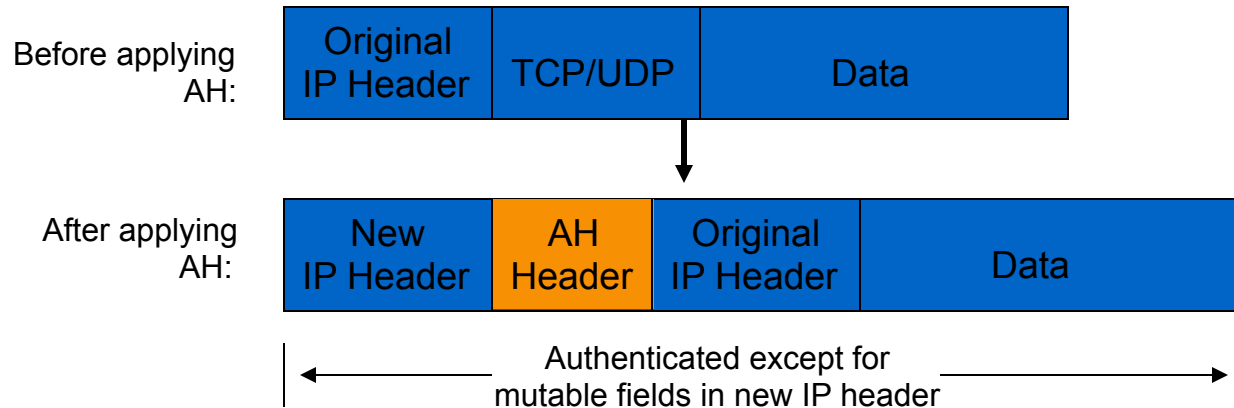 Before applying
AH:
Original
IP Header
TCP/UDP
Data
After applying
AH:
New
IP Header
AH
Header
Original
IP Header
Data
Authenticated except for
mutable fields in new IP header